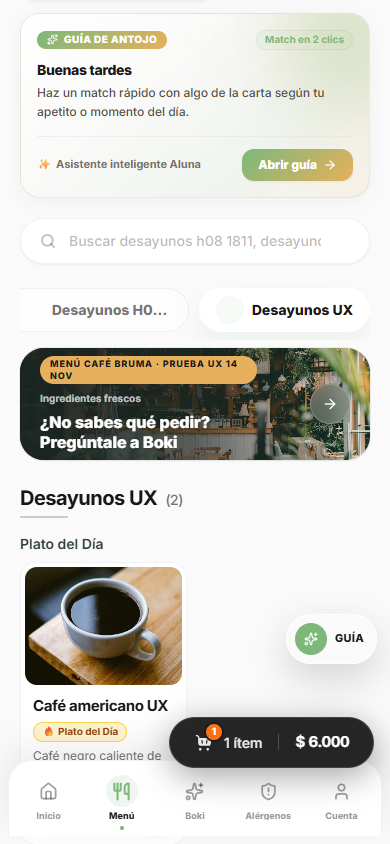 GUÍA DE ANTOJO
Match en 2 clics
Buenas tardes
Haz un match rápido con algo de la carta según tu
apetito o momento del día.
Asistente inteligente Aluna
Abrir guía
Buscar desayunos h08 1811, desayunc
Desayunos H0...
Desayunos UX
MENÚ CAFÉ BRUMA · PRUEBA UX 14
NOV
Ingredientes frescos
¿No sabes qué pedir?
Pregúntale a Boki
Desayunos UX (2)
Plato del Día
GUÍA
Café americano UX
Plato del Día
Café negro caliente de
1
1 ítem
$ 6.000
Inicio
Menú
Boki
Alérgenos
Cuenta